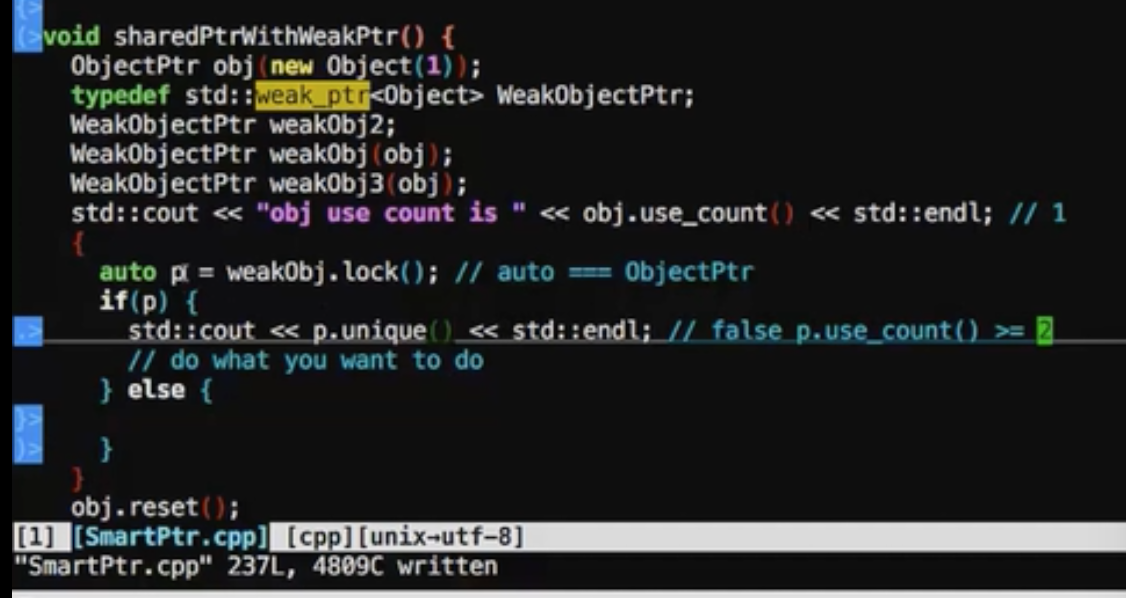 {>
(>void sharedPtrWithWeakPtr() {
ObjectPtr obj(new Object(1));
typedef std::weak_ptr<Object> WeakObjectPtr;
WeakObjectPtr weakObj2;
WeakObjectPtr weakObj(obj);
WeakObjectPtr weakObj3(obj);
std::cout << "obj use count is " << obj.use_count() << std::endl; // 1
{
auto p = weakObj.lock(); // auto === ObjectPtr
if(p) {
.> std::cout << p.unique() << std::endl; // false p.use_count() >= 2
// do what you want to do
} else {
}>
)> }
}
obj.reset();
[1] [SmartPtr.cpp] [cpp][unix→utf-8]
"SmartPtr.cpp" 237L, 4809C written